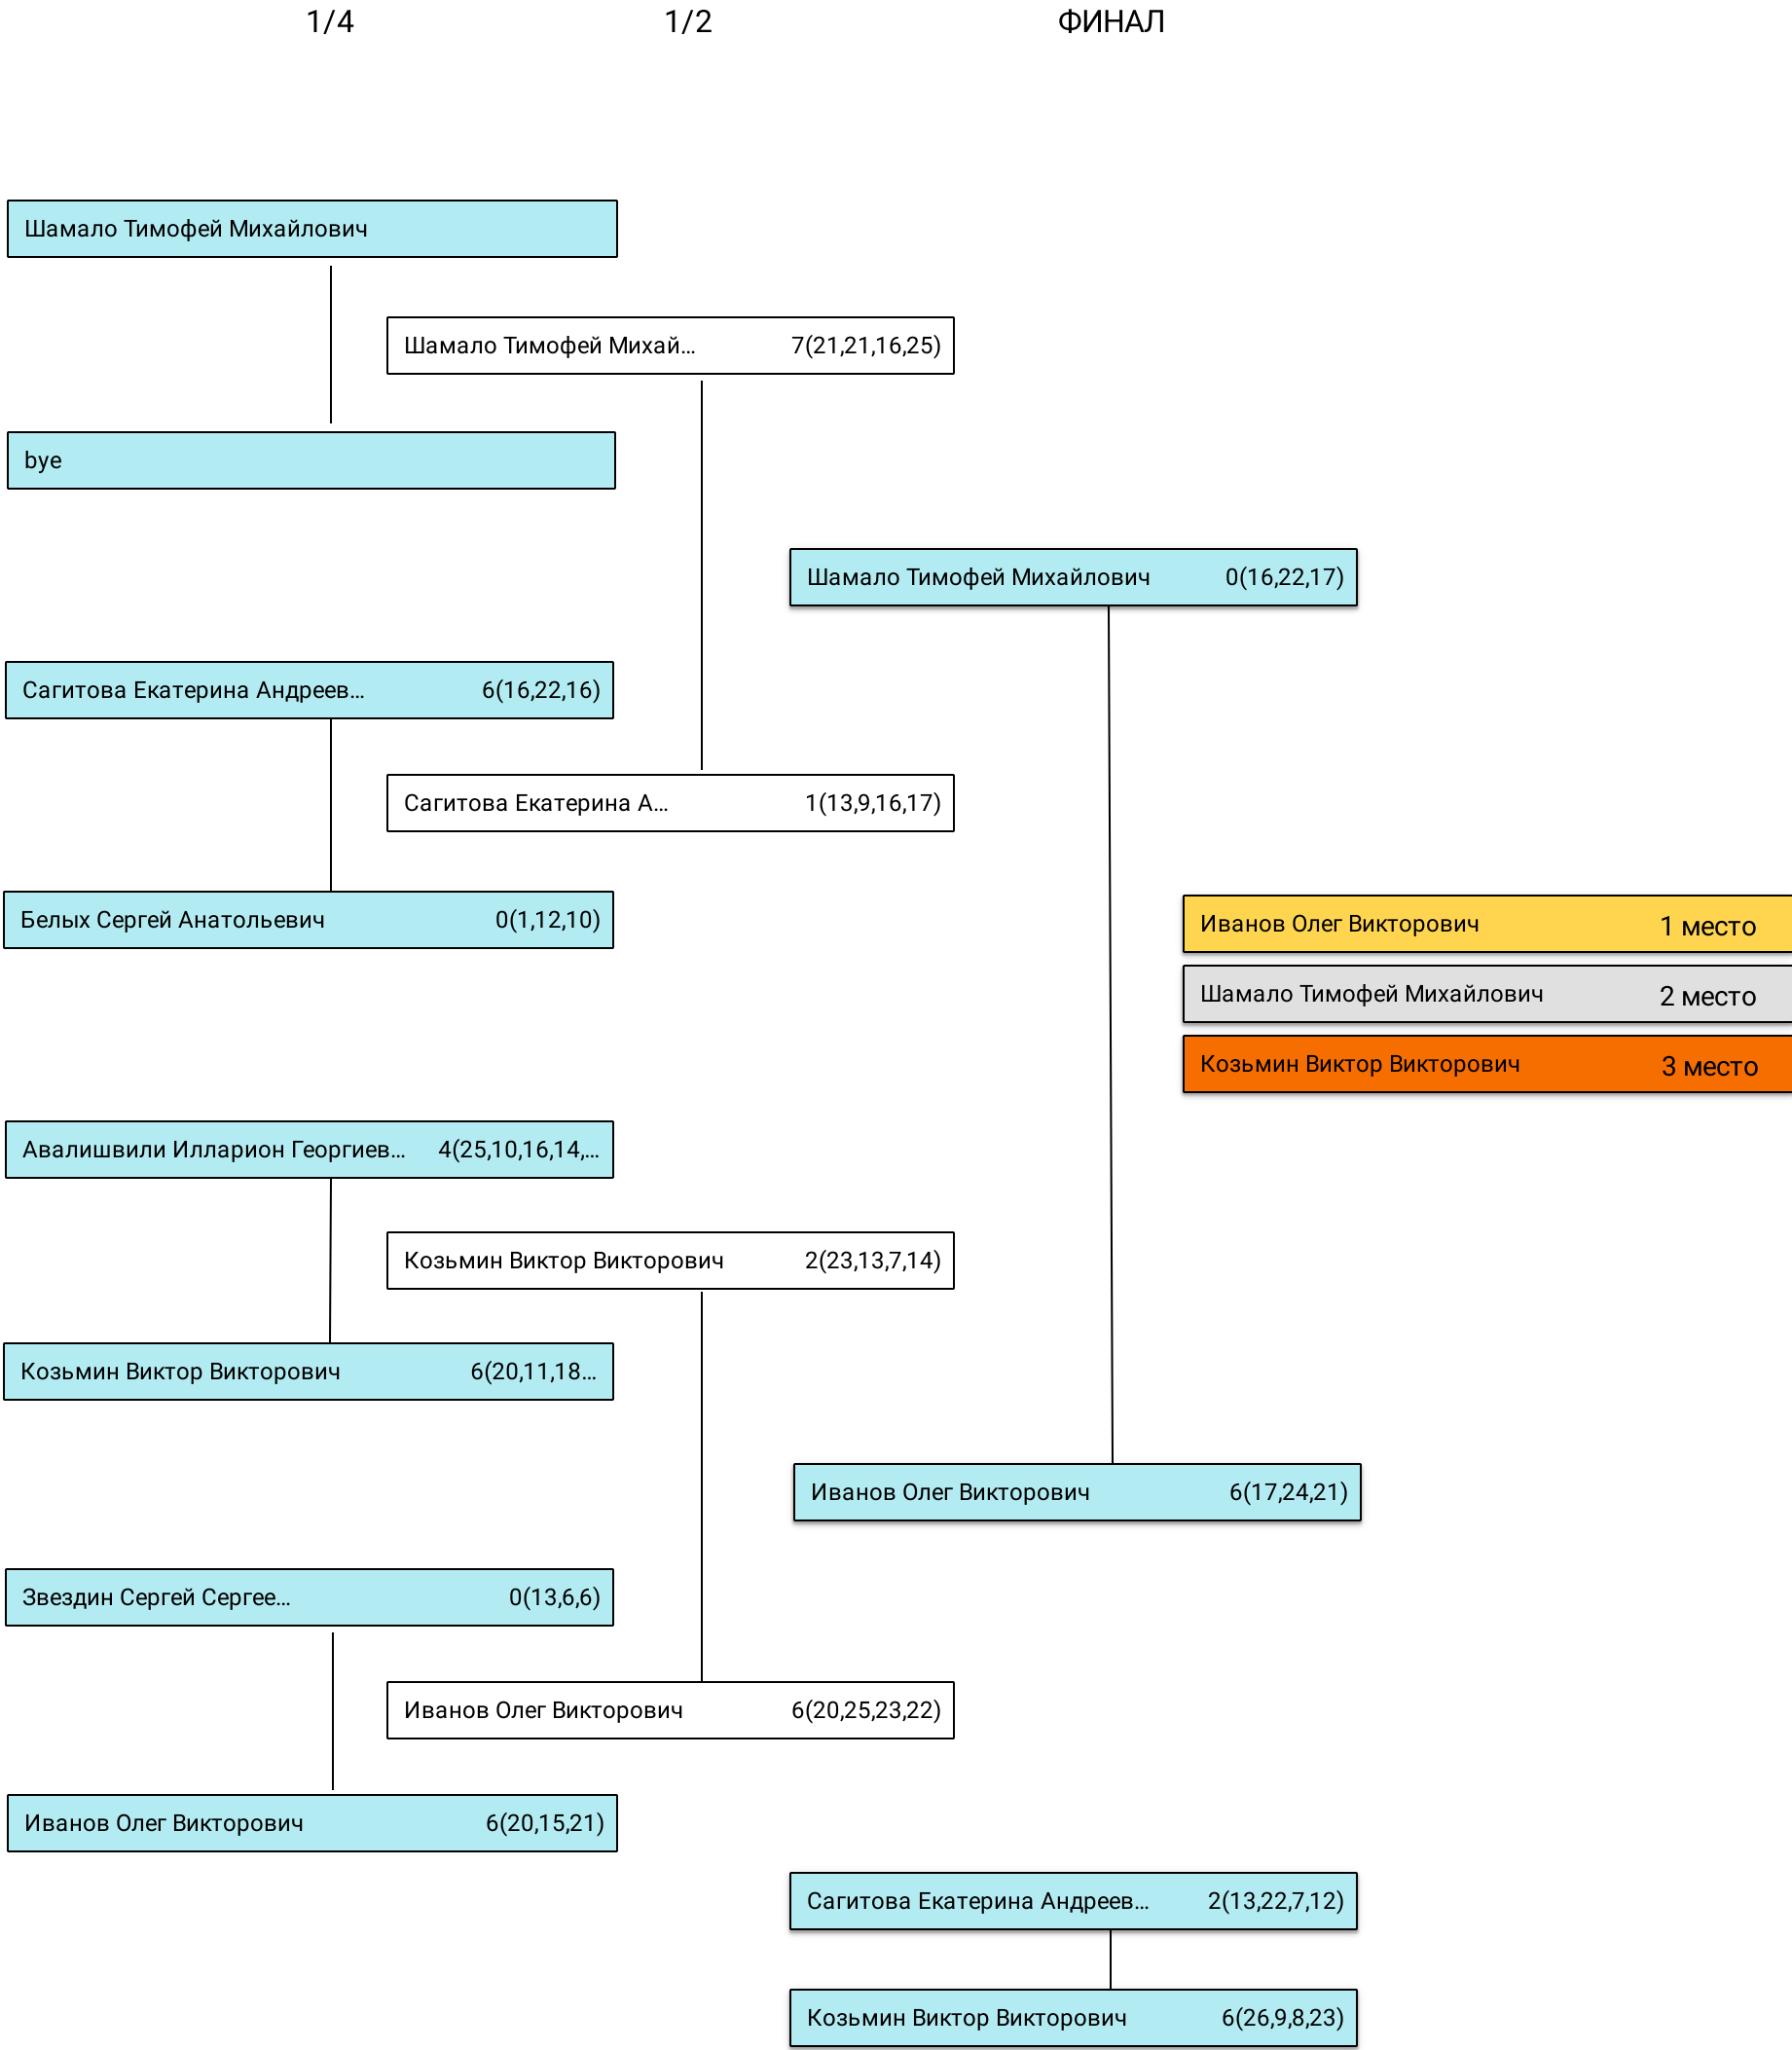 1/4 1/2 ФИНАЛ
Шамало Тимофей Михайлович
Шамало Тимофей Михай... 7(21,21,16,25)
bye
Шамало Тимофей Михайлович 0(16,22,17)
Сагитова Екатерина Андреев... 6(16,22,16)
Сагитова Екатерина А... 1(13,9,16,17)
Белых Сергей Анатольевич 0(1,12,10)
Иванов Олег Викторович 1 место
Шамало Тимофей Михайлович 2 место
Козьмин Виктор Викторович 3 место
Авалишвили Илларион Георгиев... 4(25,10,16,14,...
Козьмин Виктор Викторович 2(23,13,7,14)
Козьмин Виктор Викторович 6(20,11,18...
Иванов Олег Викторович 6(17,24,21)
Звездин Сергей Сергее... 0(13,6,6)
Иванов Олег Викторович 6(20,25,23,22)
Иванов Олег Викторович 6(20,15,21)
Сагитова Екатерина Андреев... 2(13,22,7,12)
Козьмин Виктор Викторович 6(26,9,8,23)